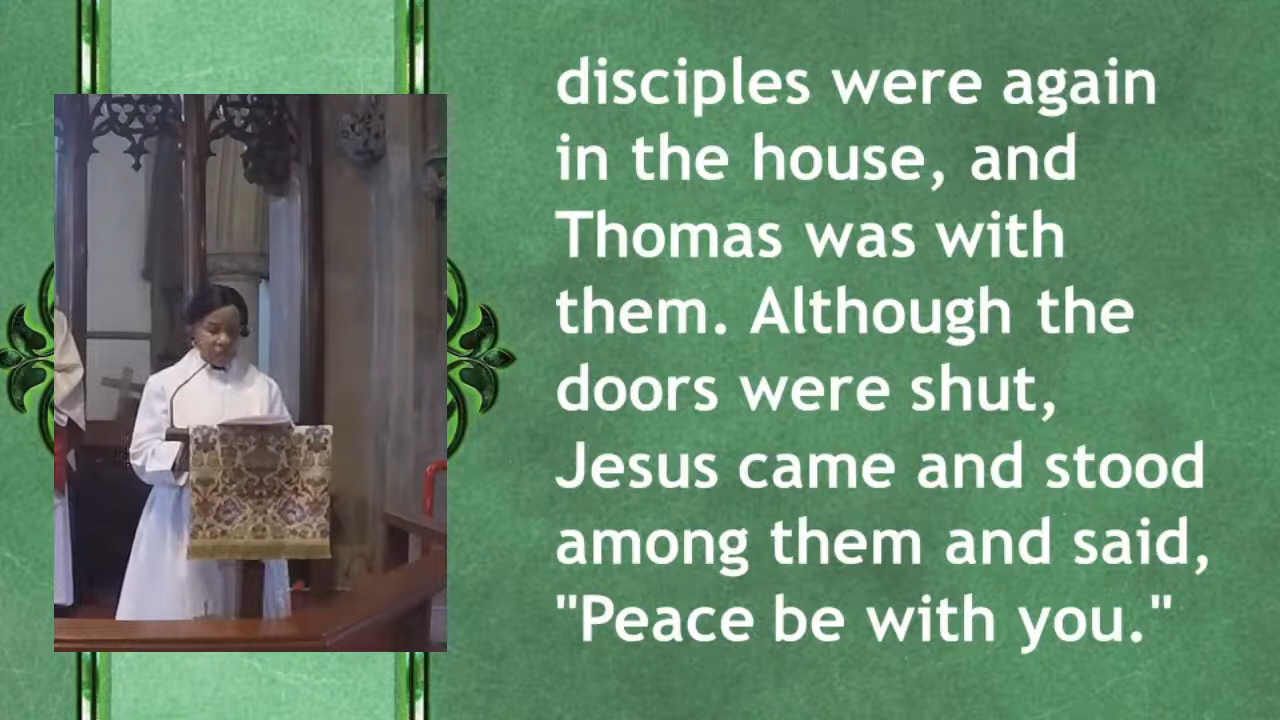 disciples were again
in the house, and
Thomas was with
them. Although the
doors were shut,
Jesus came and stood
among them and said,
"Peace be with you."